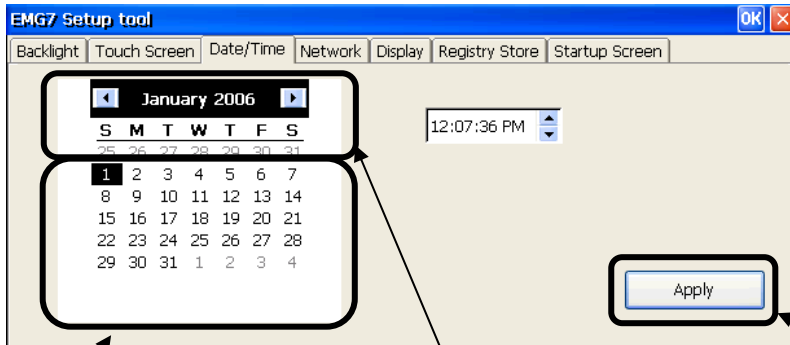 EMG7 Setup tool OK
Backlight Touch Screen Date/Time Network Display Registry Store Startup Screen
January 2006
12:07:36 PM
S M T W T F S
25 26 27 28 29 30 31
1 2 3 4 5 6 7
8 9 10 11 12 13 14
15 16 17 18 19 20 21
22 23 24 25 26 27 28
29 30 31 1 2 3 4
Apply